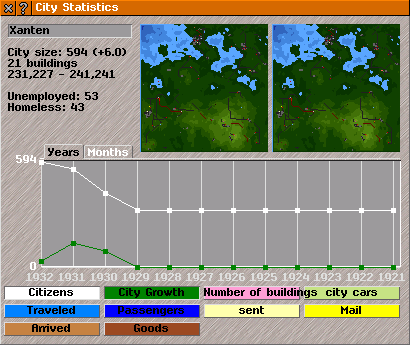 City Statistics
Xanten
City size: 594 (+6.0)
21 buildings
231,227 - 241,241
Unemployed: 53
Homeless: 43
Years Months
594
0
1932 1931 1930 1929 1928 1927 1926 1925 1924 1923 1922 1921
Citizens City Growth Number of buildings city cars
Traveled Passengers sent Mail
Arrived Goods